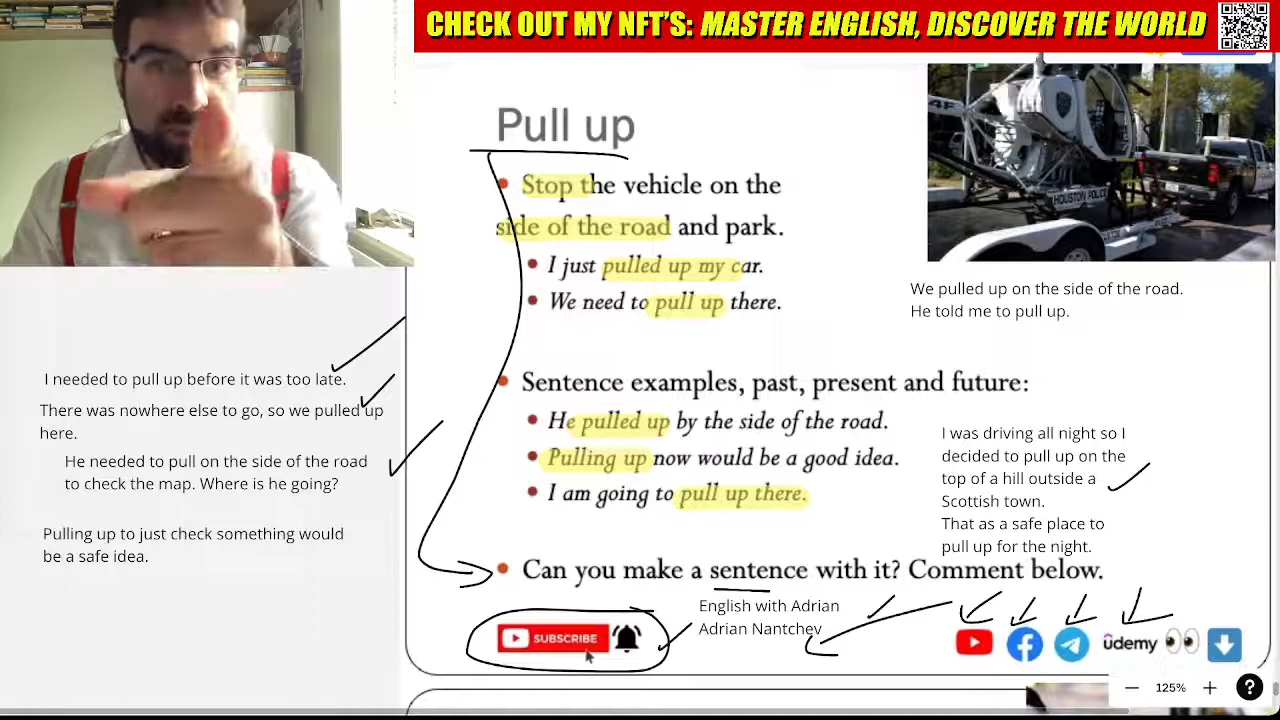 CHECK OUT MY NFT'S: MASTER ENGLISH, DISCOVER THE WORLD
Pull up
Stop the vehicle on the
side of the road and park.
I just pulled up my car.
We need to pull up there.
HOUSTON POLICE
We pulled up on the side of the road.
He told me to pull up.
I needed to pull up before it was too late.
There was nowhere else to go, so we pulled up
here.
He needed to pull on the side of the road
to check the map. Where is he going?
Pulling up to just check something would
be a safe idea.
Sentence examples, past, present and future:
He pulled up by the side of the road.
Pulling up now would be a good idea.
I am going to pull up there.
I was driving all night so I
decided to pull up on the
top of a hill outside a
Scottish town.
That as a safe place to
pull up for the night.
Can you make a sentence with it? Comment below.
SUBSCRIBE
English with Adrian
Adrian Nantchev
udemy
125%